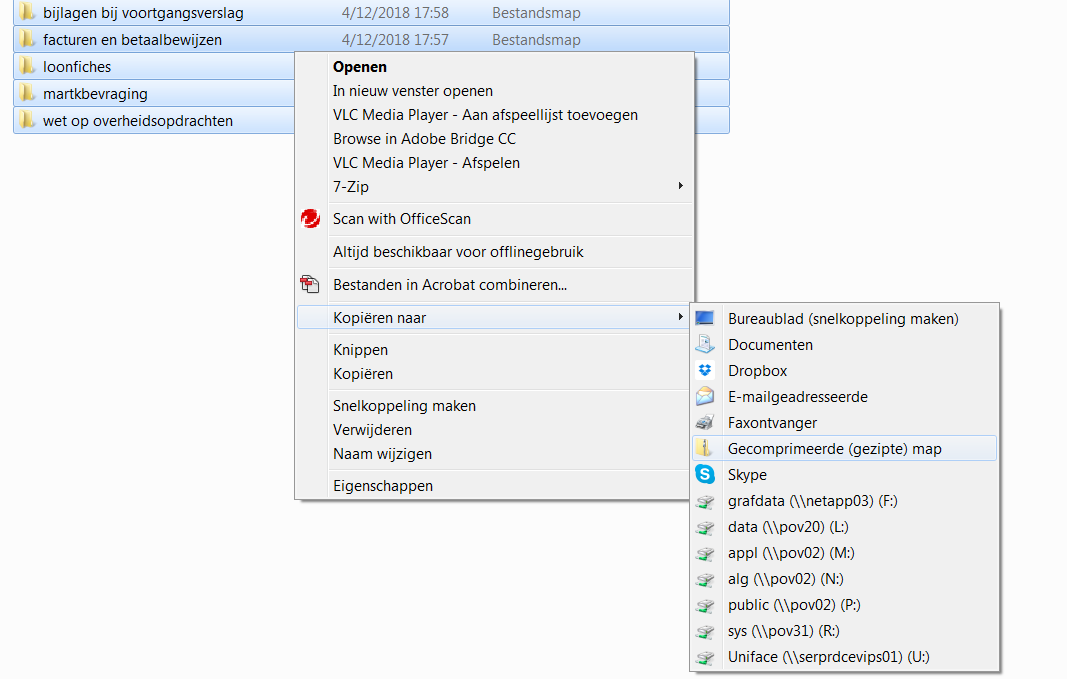 bijlagen bij voortgangsverslag 4/12/2018 17:58 Bestandsmap
facturen en betaalbewijzen 4/12/2018 17:57 Bestandsmap
loonfiches
martkbevraging
wet op overheidsopdrachten
Openen
In nieuw venster openen
VLC Media Player - Aan afspeellijst toevoegen
Browse in Adobe Bridge CC
VLC Media Player - Afspelen
7-Zip
Scan with OfficeScan
Altijd beschikbaar voor offlinegebruik
Bestanden in Acrobat combineren...
Kopiëren naar
Knippen
Kopiëren
Snelkoppeling maken
Verwijderen
Naam wijzigen
Eigenschappen
Bureaublad (snelkoppeling maken)
Documenten
Dropbox
E-mailgeadresseerde
Faxontvanger
Gecomprimeerde (gezipte) map
Skype
grafdata (\\netapp03) (F:)
data (\\pov20) (L:)
appl (\\pov02) (M:)
alg (\\pov02) (N:)
public (\\pov02) (P:)
sys (\\pov31) (R:)
Uniface (\\serprdcevips01) (U:)